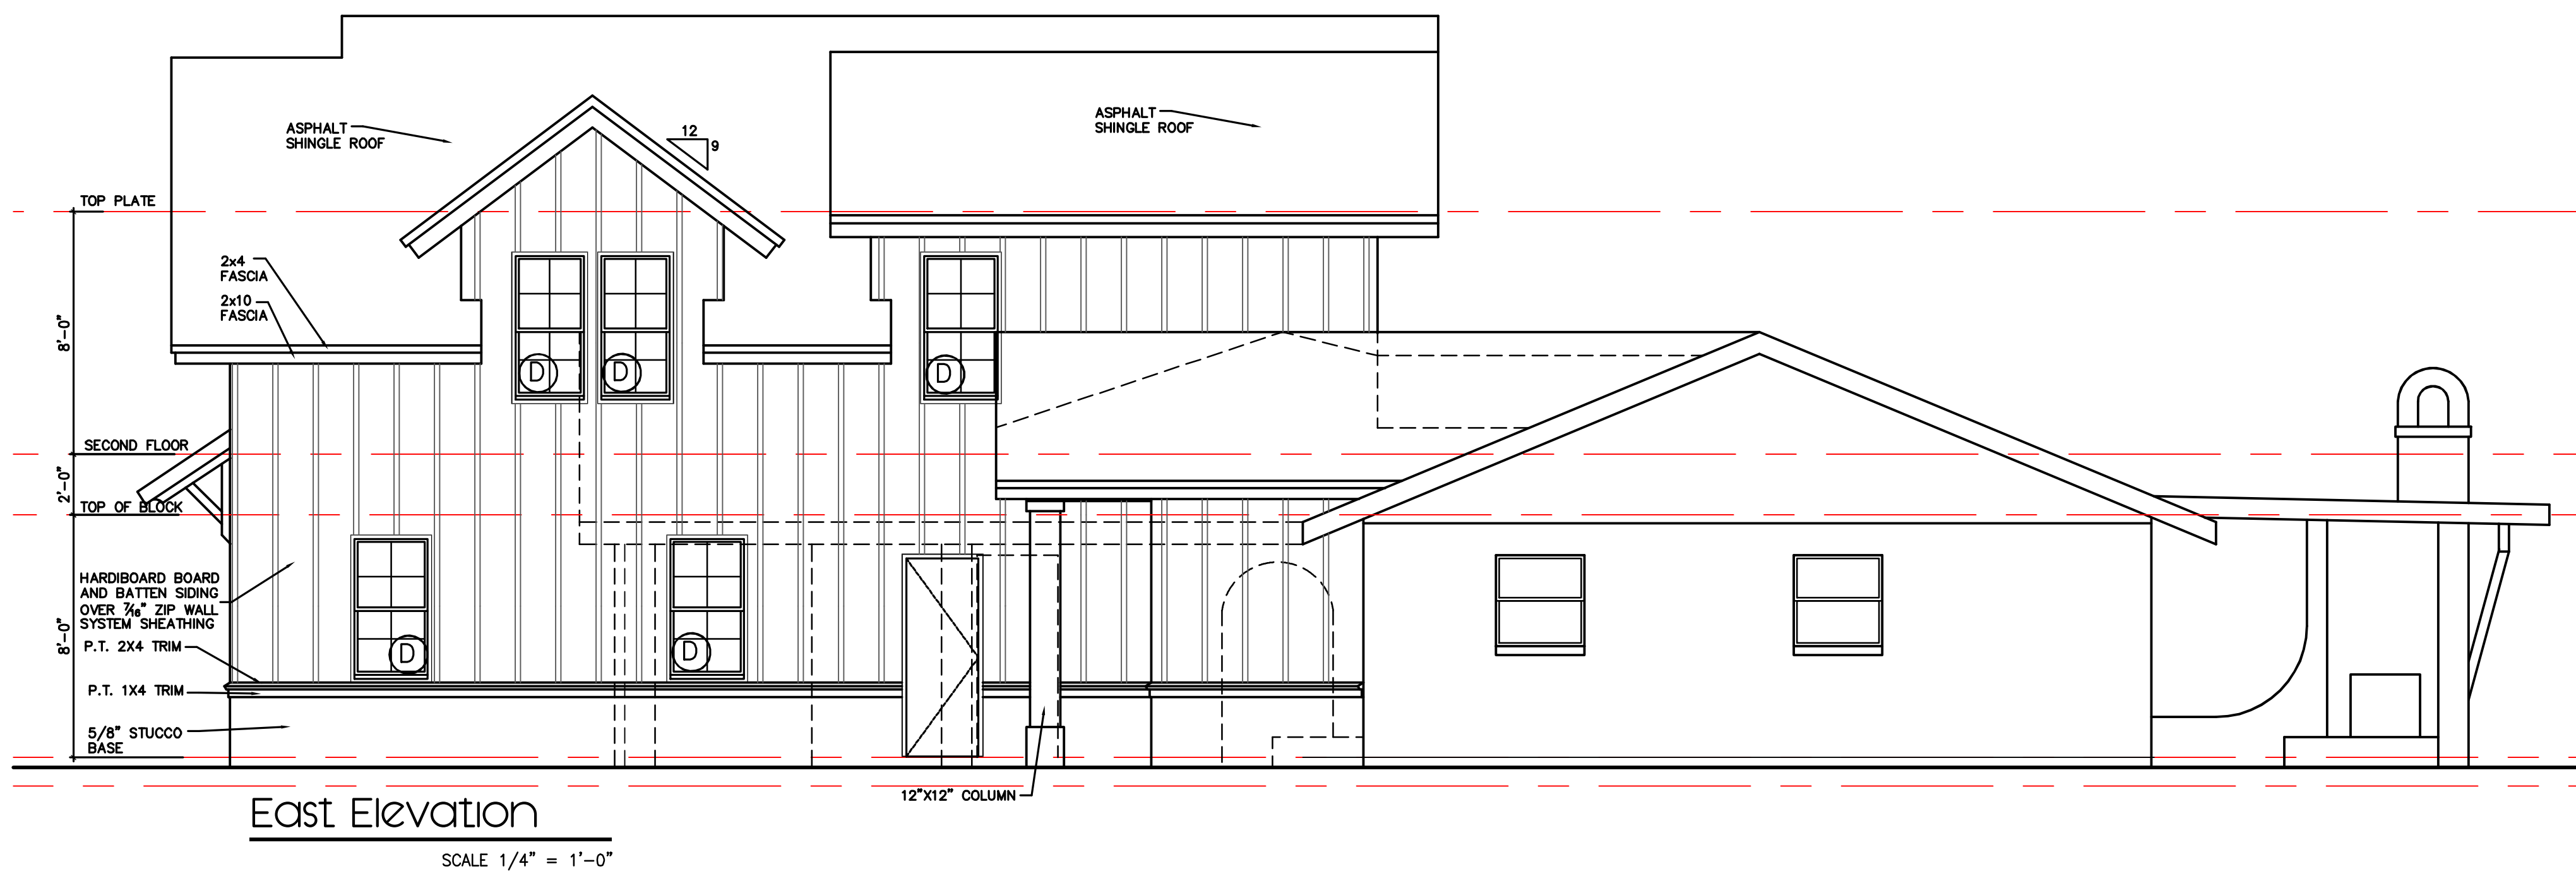 ASPHALT
SHINGLE ROOF
12
9
ASPHALT
SHINGLE ROOF
TOP PLATE
2x4
FASCIA
2x10
FASCIA
8'-0"
D
D
D
SECOND FLOOR
2'-0"
TOP OF BLOCK
HARDIBOARD BOARD
AND BATTEN SIDING
OVER 7/16" ZIP WALL
SYSTEM SHEATHING
8'-0"
P.T. 2X4 TRIM
D
D
P.T. 1X4 TRIM
5/8" STUCCO
BASE
12"X12" COLUMN
East Elevation
SCALE 1/4" = 1'-0"